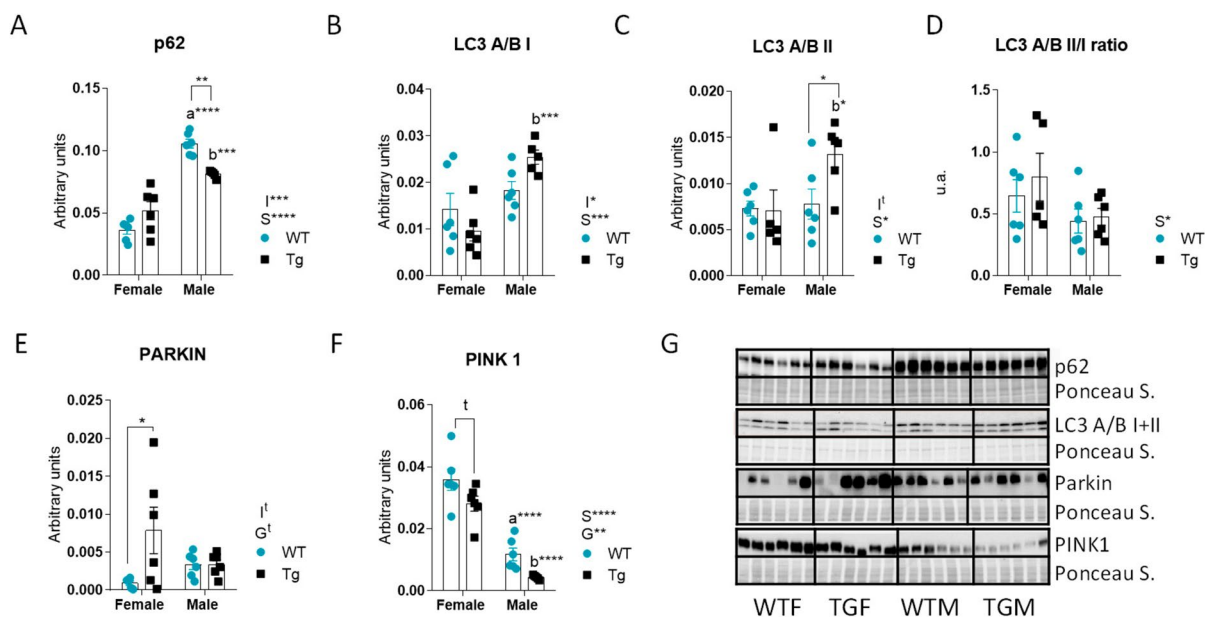 A
p62
Arbitrary units
0.15
0.10
0.05
0.00
**
a****
b***
I***
S****
WT
Tg
Female Male
B
LC3 A/B I
Arbitrary units
0.04
0.03
0.02
0.01
0.00
b***
I*
S***
WT
Tg
Female Male
C
LC3 A/B II
Arbitrary units
0.020
0.015
0.010
0.005
0.000
*
b*
Iᵗ
S*
WT
Tg
Female Male
D
LC3 A/B II/I ratio
u.a.
1.5
1.0
0.5
0.0
S*
WT
Tg
Female Male
E
PARKIN
Arbitrary units
0.025
0.020
0.015
0.010
0.005
0.000
*
Iᵗ
Gᵗ
WT
Tg
Female Male
F
PINK 1
Arbitrary units
0.06
0.04
0.02
0.00
t
a****
b****
S****
G**
WT
Tg
Female Male
G
p62
Ponceau S.
LC3 A/B I+II
Ponceau S.
Parkin
Ponceau S.
PINK1
Ponceau S.
WTF TGF WTM TGM